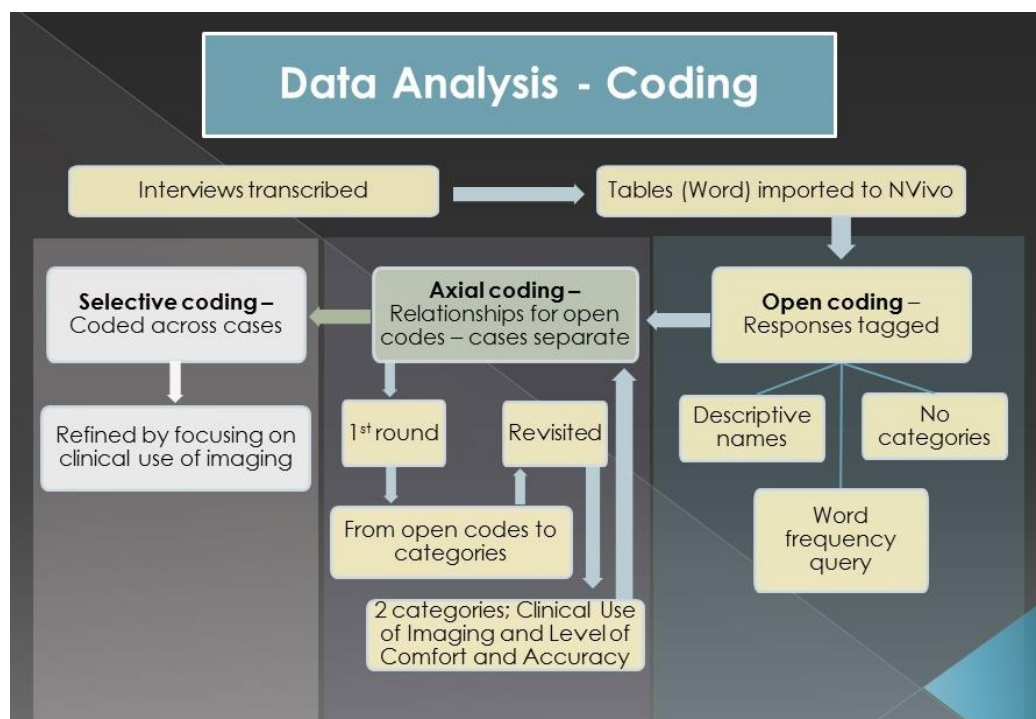 Data Analysis - Coding
Interviews transcribed
Tables (Word) imported to NVivo
Open coding –
Responses tagged
Descriptive
names
No
categories
Word
frequency
query
Axial coding –
Relationships for open
codes – cases separate
1st round
Revisited
From open codes to
categories
2 categories; Clinical Use
of Imaging and Level of
Comfort and Accuracy
Selective coding –
Coded across cases
Refined by focusing on
clinical use of imaging